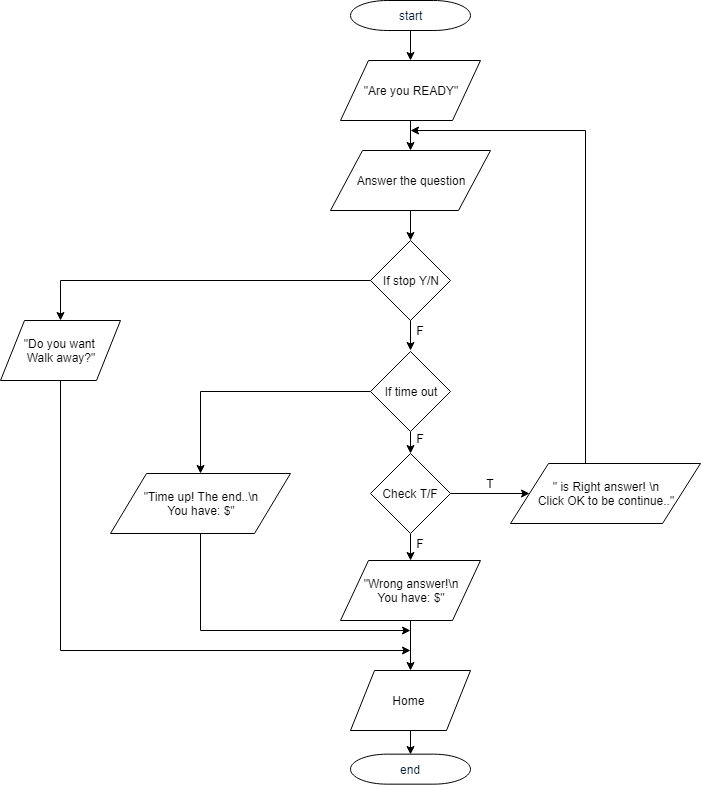 start
"Are you READY"
Answer the question
If stop Y/N
F
"Do you want
Walk away?"
If time out
F
"Time up! The end..\n
You have: $"
Check T/F
T
" is Right answer! \n
Click OK to be continue.."
F
"Wrong answer!\n
You have: $"
Home
end